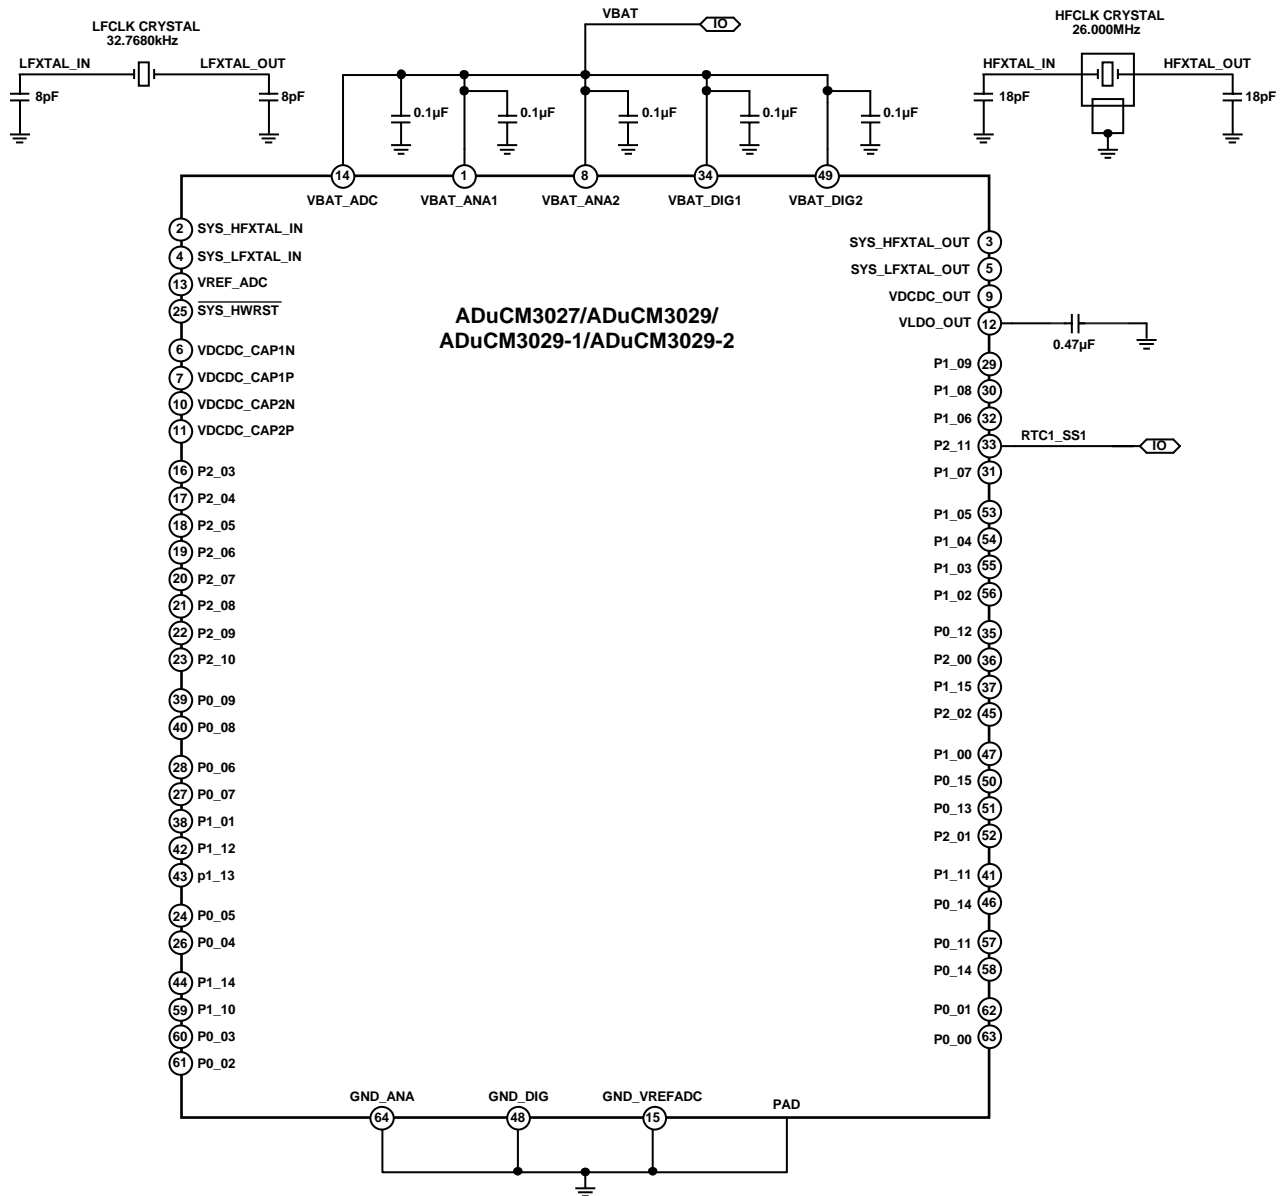 VBAT
IO
LFCLK CRYSTAL
32.7680kHz
LFXTAL_IN
LFXTAL_OUT
8pF
8pF
HFCLK CRYSTAL
26.000MHz
HFXTAL_IN
HFXTAL_OUT
18pF
18pF
0.1µF
0.1µF
0.1µF
0.1µF
0.1µF
14
1
8
34
49
VBAT_ADC
VBAT_ANA1
VBAT_ANA2
VBAT_DIG1
VBAT_DIG2
ADuCM3027/ADuCM3029/
ADuCM3029-1/ADuCM3029-2
2 SYS_HFXTAL_IN
4 SYS_LFXTAL_IN
13 VREF_ADC
25 SYS_HWRST
6 VDCDC_CAP1N
7 VDCDC_CAP1P
10 VDCDC_CAP2N
11 VDCDC_CAP2P
16 P2_03
17 P2_04
18 P2_05
19 P2_06
20 P2_07
21 P2_08
22 P2_09
23 P2_10
39 P0_09
40 P0_08
28 P0_06
27 P0_07
38 P1_01
42 P1_12
43 p1_13
24 P0_05
26 P0_04
44 P1_14
59 P1_10
60 P0_03
61 P0_02
SYS_HFXTAL_OUT 3
SYS_LFXTAL_OUT 5
VDCDC_OUT 9
VLDO_OUT 12
0.47µF
P1_09 29
P1_08 30
P1_06 32
P2_11 33
RTC1_SS1
IO
P1_07 31
P1_05 53
P1_04 54
P1_03 55
P1_02 56
P0_12 35
P2_00 36
P1_15 37
P2_02 45
P1_00 47
P0_15 50
P0_13 51
P2_01 52
P1_11 41
P0_14 46
P0_11 57
P0_14 58
P0_01 62
P0_00 63
GND_ANA
GND_DIG
GND_VREFADC
PAD
64
48
15